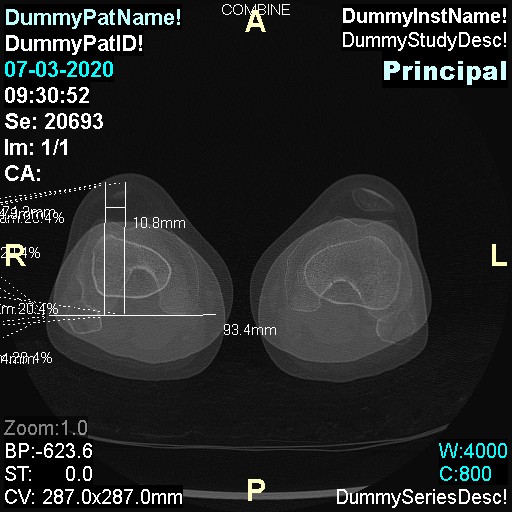 COMBINE
A
DummyPatName!
DummyPatID!
07-03-2020
09:30:52
Se: 20693
Im: 1/1
CA:
DummyInstName!
DummyStudyDesc!
Principal
10.8mm
R
L
93.4mm
Zoom:1.0
BP:-623.6
ST: 0.0
CV: 287.0x287.0mm
P
W:4000
C:800
DummySeriesDesc!